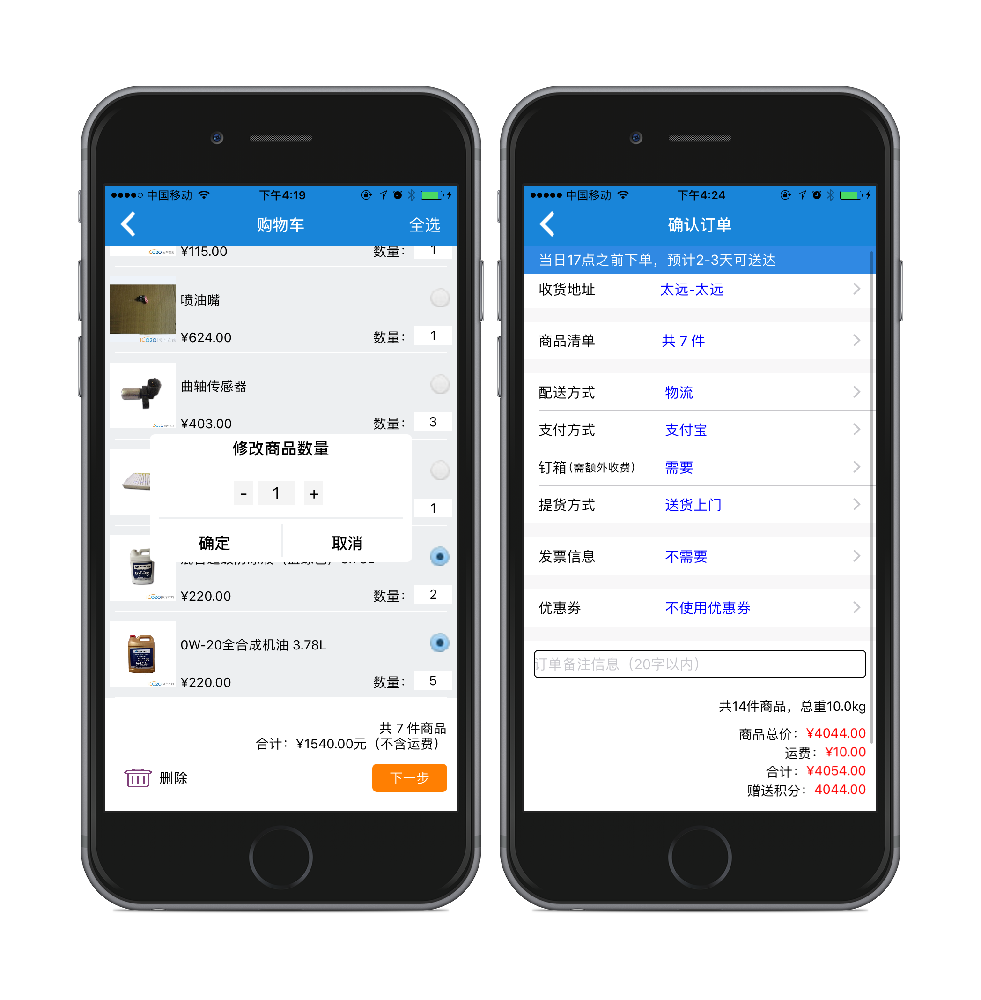 中国移动 下午4:19
购物车 全选
¥115.00 数量： 1
喷油嘴
¥624.00 数量： 1
曲轴传感器
¥403.00 数量： 3
修改商品数量
- 1 +
1
确定 取消
¥220.00 数量： 2
0W-20全合成机油 3.78L
¥220.00 数量： 5
共 7 件商品
合计：¥1540.00元（不含运费）
删除 下一步
中国移动 下午4:24
确认订单
当日17点之前下单，预计2-3天可送达
收货地址 太远-太远
商品清单 共 7 件
配送方式 物流
支付方式 支付宝
钉箱(需额外收费) 需要
提货方式 送货上门
发票信息 不需要
优惠券 不使用优惠券
订单备注信息（20字以内）
共14件商品，总重10.0kg
商品总价：¥4044.00
运费：¥10.00
合计：¥4054.00
赠送积分：4044.00